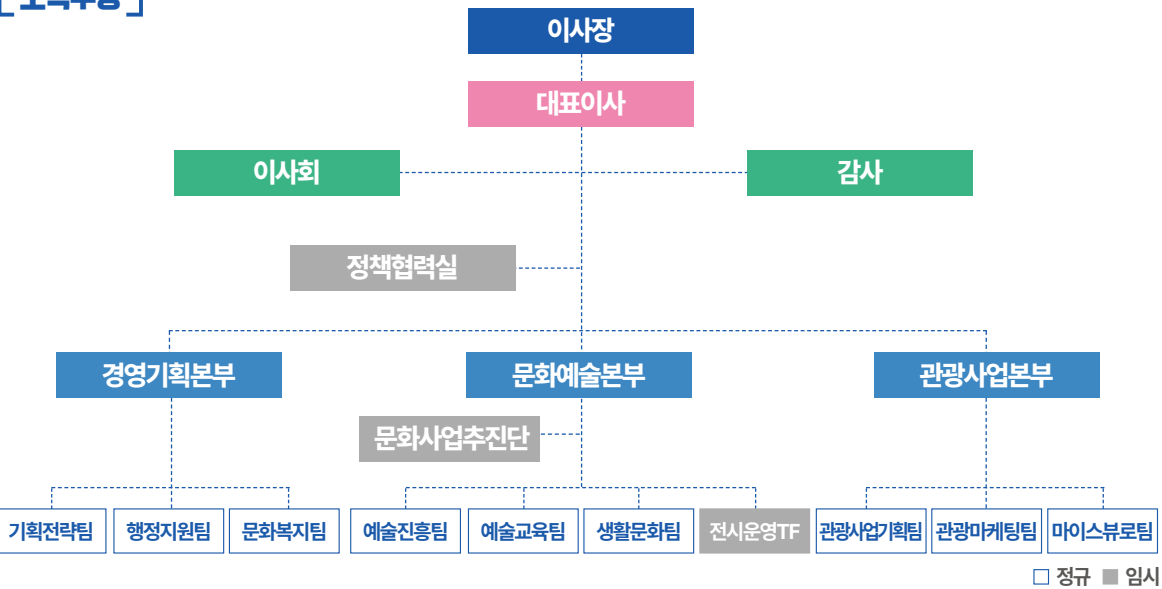 이사장
대표이사
이사회
감사
정책협력실
경영기획본부
문화예술본부
관광사업본부
문화사업추진단
기획전략팀
행정지원팀
문화복지팀
예술진흥팀
예술교육팀
생활문화팀
전시운영TF
관광사업기획팀
관광마케팅팀
마이스뷰로팀
정규 임시